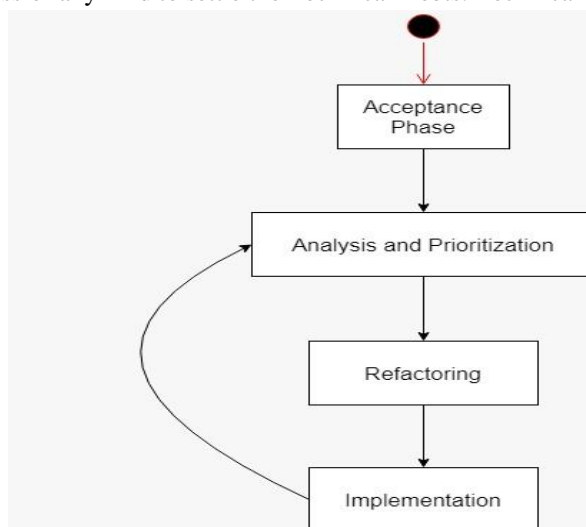 Acceptance
Phase
Analysis and Prioritization
Refactoring
Implementation